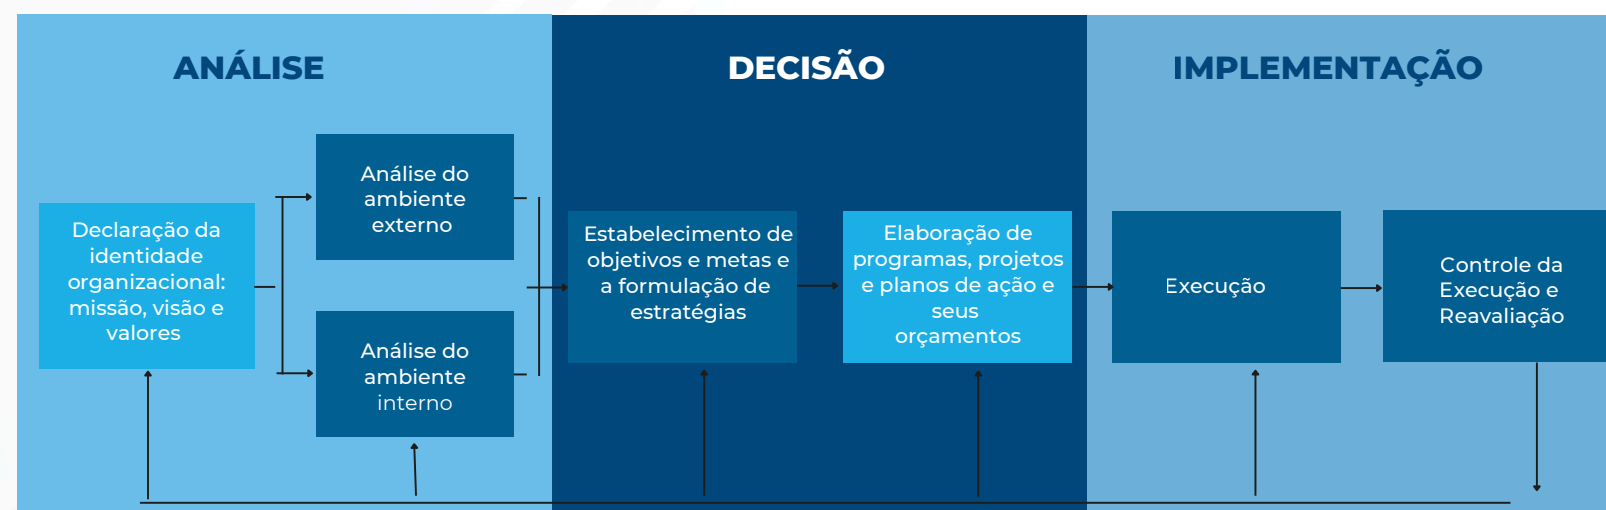 ANÁLISE
DECISÃO
IMPLEMENTAÇÃO
Declaração da
identidade
organizacional:
missão, visão e
valores
Análise do
ambiente
externo
Análise do
ambiente
interno
Estabelecimento de
objetivos e metas e
a formulação de
estratégias
Elaboração de
programas, projetos
e planos de ação e
seus
orçamentos
Execução
Controle da
Execução e
Reavaliação